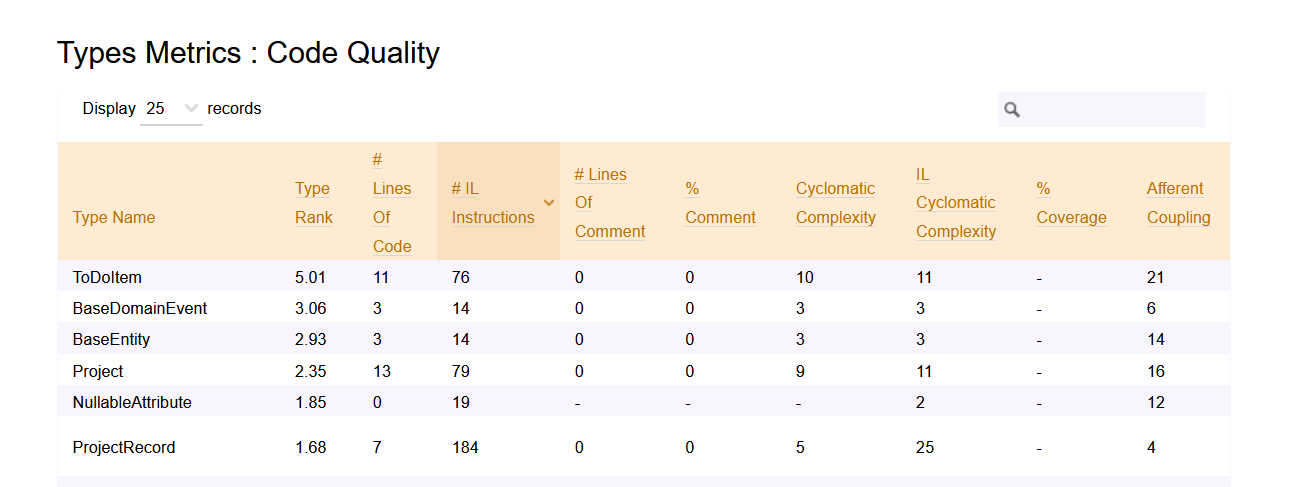 Types Metrics : Code Quality
Display 25 records
Type Name Type Rank # Lines Of Code # IL Instructions # Lines Of Comment % Comment Cyclomatic Complexity IL Cyclomatic Complexity % Coverage Afferent Coupling
ToDoItem 5.01 11 76 0 0 10 11 - 21
BaseDomainEvent 3.06 3 14 0 0 3 3 - 6
BaseEntity 2.93 3 14 0 0 3 3 - 14
Project 2.35 13 79 0 0 9 11 - 16
NullableAttribute 1.85 0 19 - - - 2 - 12
ProjectRecord 1.68 7 184 0 0 5 25 - 4